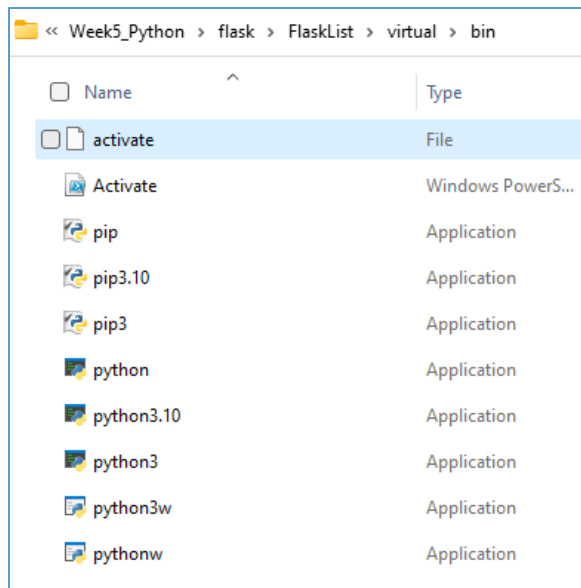 « Week5_Python > flask > FlaskList > virtual > bin
Name Type
activate File
Activate Windows PowerS...
pip Application
pip3.10 Application
pip3 Application
python Application
python3.10 Application
python3 Application
python3w Application
pythonw Application